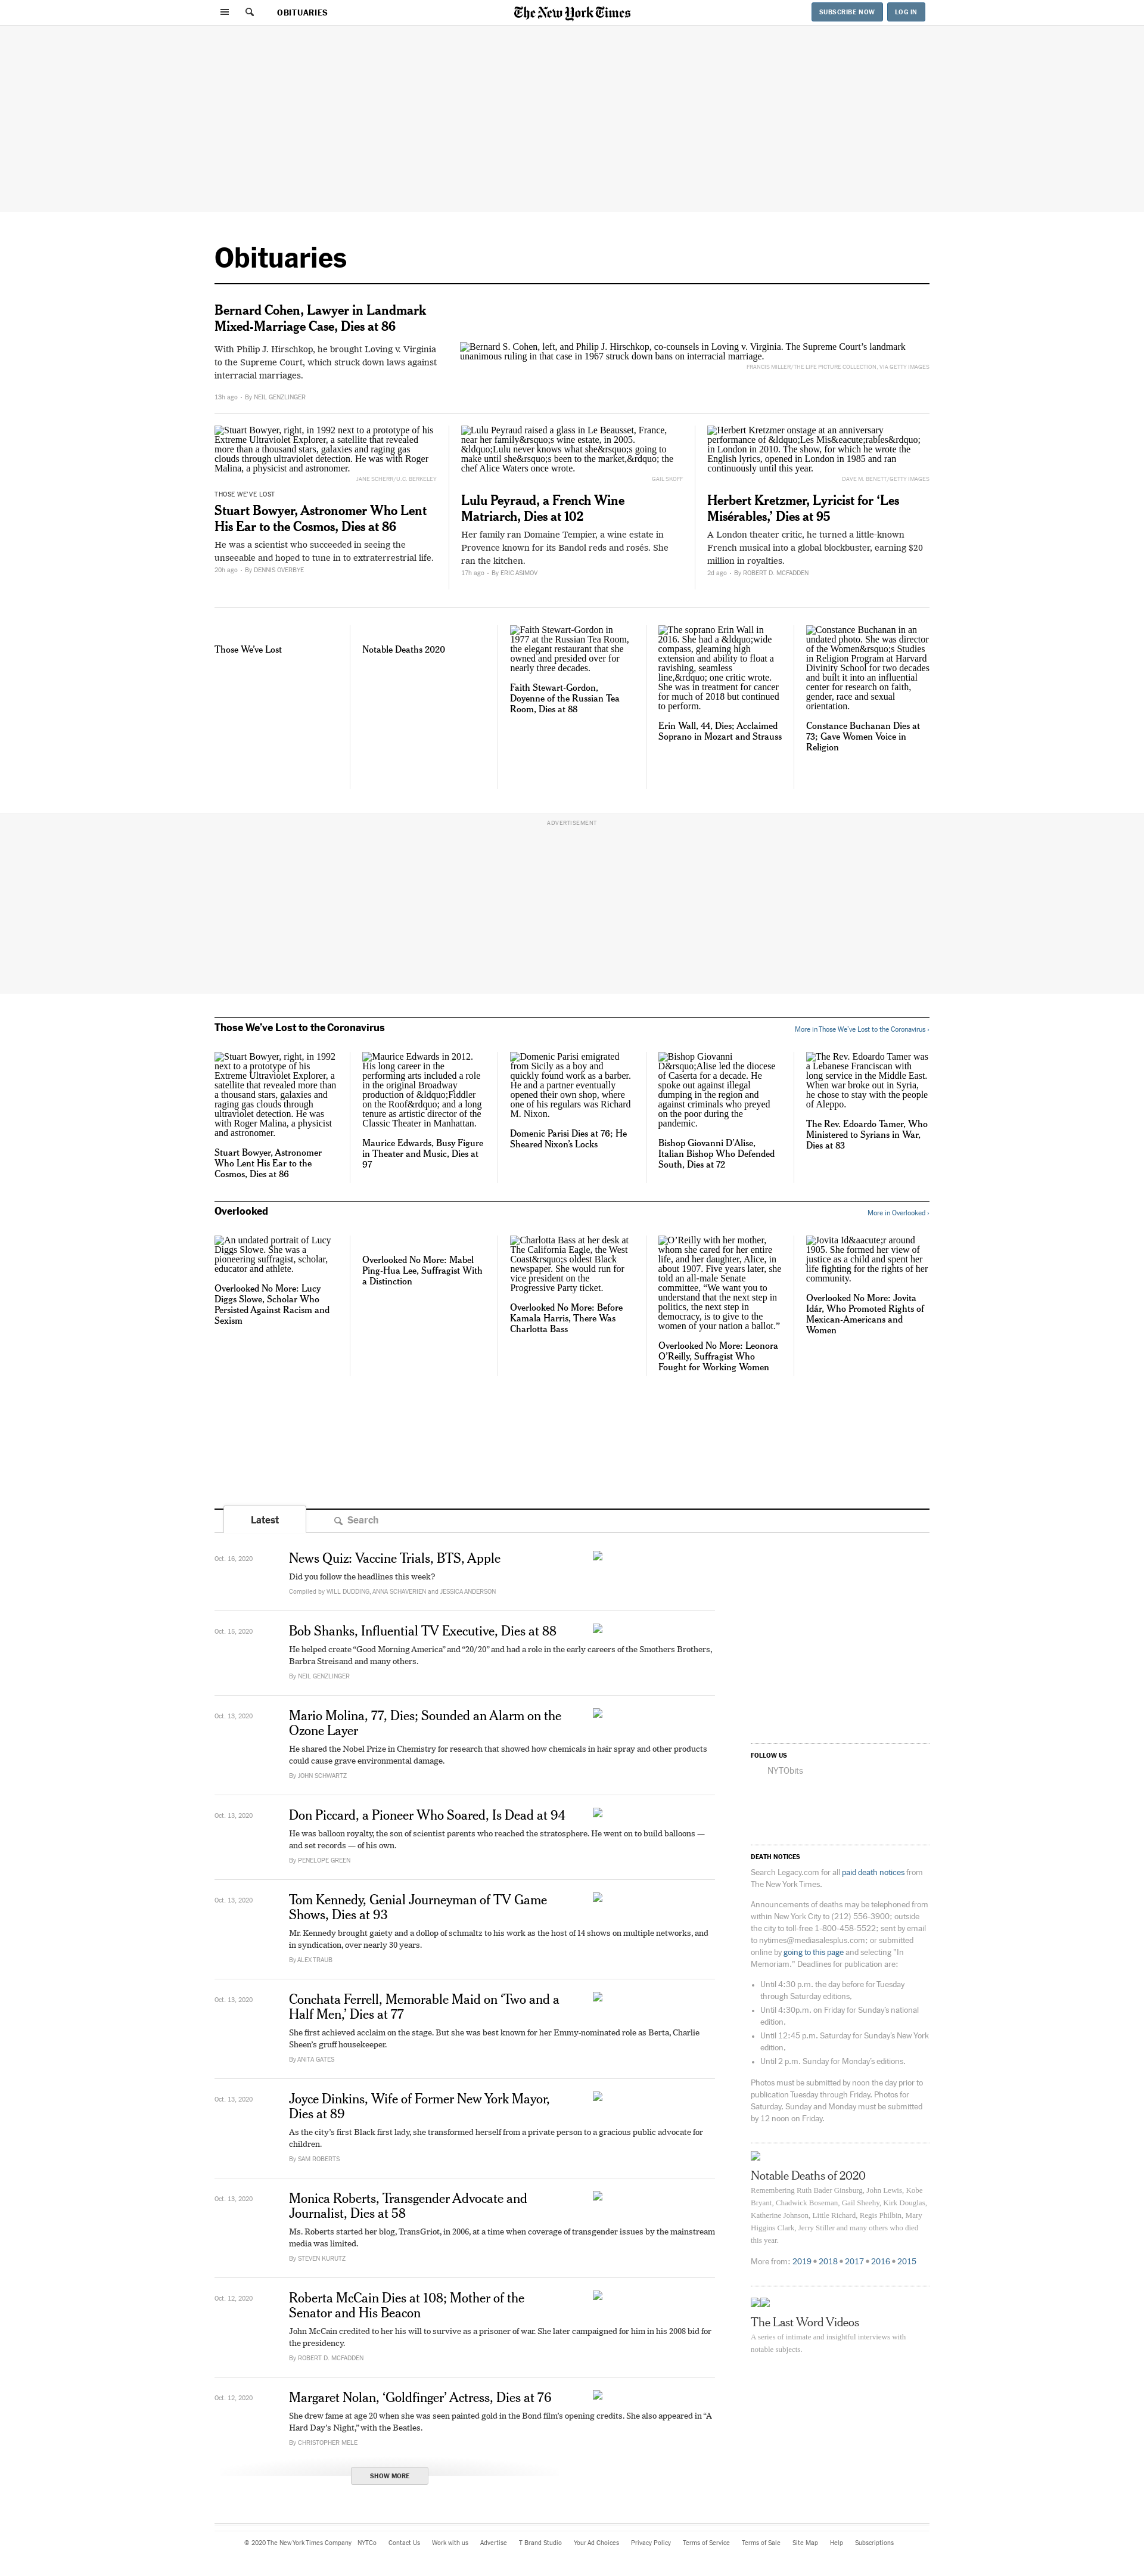 OBITUARIES
The New York Times
SUBSCRIBE NOW
LOG IN
Obituaries
Bernard Cohen, Lawyer in Landmark
Mixed-Marriage Case, Dies at 86
With Philip J. Hirschkop, he brought Loving v. Virginia
to the Supreme Court, which struck down laws against
interracial marriages.
13h ago • By NEIL GENZLINGER
Bernard S. Cohen, left, and Philip J. Hirschkop, co-counsels in Loving v. Virginia. The Supreme Court's landmark
unanimous ruling in that case in 1967 struck down bans on interracial marriage.
FRANCIS MILLER/THE LIFE PICTURE COLLECTION, VIA GETTY IMAGES
Stuart Bowyer, right, in 1992 next to a prototype of his
Extreme Ultraviolet Explorer, a satellite that revealed
more than a thousand stars, galaxies and raging gas
clouds through ultraviolet detection. He was with Roger
Malina, a physicist and astronomer.
JANE SCHERR/U.C. BERKELEY
THOSE WE'VE LOST
Stuart Bowyer, Astronomer Who Lent
His Ear to the Cosmos, Dies at 86
He was a scientist who succeeded in seeing the
unseeable and hoped to tune in to extraterrestrial life.
20h ago • By DENNIS OVERBYE
Lulu Peyraud raised a glass in Le Beausset, France,
near her family&rsquo;s wine estate, in 2005.
&ldquo;Lulu never knows what she&rsquo;s going to
make until she&rsquo;s been to the market,&rdquo; the
chef Alice Waters once wrote.
GAIL SKOFF
Lulu Peyraud, a French Wine
Matriarch, Dies at 102
Her family ran Domaine Tempier, a wine estate in
Provence known for its Bandol reds and rosés. She
ran the kitchen.
17h ago • By ERIC ASIMOV
Herbert Kretzmer onstage at an anniversary
performance of &ldquo;Les Mis&eacute;rables&rdquo;
in London in 2010. The show, for which he wrote the
English lyrics, opened in London in 1985 and ran
continuously until this year.
DAVE M. BENETT/GETTY IMAGES
Herbert Kretzmer, Lyricist for ‘Les
Misérables,’ Dies at 95
A London theater critic, he turned a little-known
French musical into a global blockbuster, earning $20
million in royalties.
2d ago • By ROBERT D. MCFADDEN
Those We've Lost
Notable Deaths 2020
Faith Stewart-Gordon in
1977 at the Russian Tea Room,
the elegant restaurant that she
owned and presided over for
nearly three decades.
Faith Stewart-Gordon,
Doyenne of the Russian Tea
Room, Dies at 88
The soprano Erin Wall in
2016. She had a &ldquo;wide
compass, gleaming high
extension and ability to float a
ravishing, seamless
line,&rdquo; one critic wrote.
She was in treatment for cancer
for much of 2018 but continued
to perform.
Erin Wall, 44, Dies; Acclaimed
Soprano in Mozart and Strauss
Constance Buchanan in an
undated photo. She was director
of the Women&rsquo;s Studies
in Religion Program at Harvard
Divinity School for two decades
and built it into an influential
center for research on faith,
gender, race and sexual
orientation.
Constance Buchanan Dies at
73; Gave Women Voice in
Religion
ADVERTISEMENT
Those We've Lost to the Coronavirus
More in Those We've Lost to the Coronavirus ›
Stuart Bowyer, right, in 1992
next to a prototype of his
Extreme Ultraviolet Explorer, a
satellite that revealed more than
a thousand stars, galaxies and
raging gas clouds through
ultraviolet detection. He was
with Roger Malina, a physicist
and astronomer.
Stuart Bowyer, Astronomer
Who Lent His Ear to the
Cosmos, Dies at 86
Maurice Edwards in 2012.
His long career in the
performing arts included a role
in the original Broadway
production of &ldquo;Fiddler
on the Roof&rdquo; and a long
tenure as artistic director of the
Classic Theater in Manhattan.
Maurice Edwards, Busy Figure
in Theater and Music, Dies at
97
Domenic Parisi emigrated
from Sicily as a boy and
quickly found work as a barber.
He and a partner eventually
opened their own shop, where
one of his regulars was Richard
M. Nixon.
Domenic Parisi Dies at 76; He
Sheared Nixon's Locks
Bishop Giovanni
D&rsquo;Alise led the diocese
of Caserta for a decade. He
spoke out against illegal
dumping in the region and
against criminals who preyed
on the poor during the
pandemic.
Bishop Giovanni D'Alise,
Italian Bishop Who Defended
South, Dies at 72
The Rev. Edoardo Tamer was
a Lebanese Franciscan with
long service in the Middle East.
When war broke out in Syria,
he chose to stay with the people
of Aleppo.
The Rev. Edoardo Tamer, Who
Ministered to Syrians in War,
Dies at 83
Overlooked
More in Overlooked ›
An undated portrait of Lucy
Diggs Slowe. She was a
pioneering suffragist, scholar,
educator and athlete.
Overlooked No More: Lucy
Diggs Slowe, Scholar Who
Persisted Against Racism and
Sexism
Overlooked No More: Mabel
Ping-Hua Lee, Suffragist With
a Distinction
Charlotta Bass at her desk at
The California Eagle, the West
Coast&rsquo;s oldest Black
newspaper. She would run for
vice president on the
Progressive Party ticket.
Overlooked No More: Before
Kamala Harris, There Was
Charlotta Bass
O'Reilly with her mother,
whom she cared for her entire
life, and her daughter, Alice, in
about 1907. Five years later, she
told an all-male Senate
committee, “We want you to
understand that the next step in
politics, the next step in
democracy, is to give to the
women of your nation a ballot.”
Overlooked No More: Leonora
O'Reilly, Suffragist Who
Fought for Working Women
Jovita Id&aacute;r around
1905. She formed her view of
justice as a child and spent her
life fighting for the rights of her
community.
Overlooked No More: Jovita
Idár, Who Promoted Rights of
Mexican-Americans and
Women
Latest
Search
Oct. 16, 2020
News Quiz: Vaccine Trials, BTS, Apple
Did you follow the headlines this week?
Compiled by WILL DUDDING, ANNA SCHAVERIEN and JESSICA ANDERSON
Oct. 15, 2020
Bob Shanks, Influential TV Executive, Dies at 88
He helped create “Good Morning America” and “20/20” and had a role in the early careers of the Smothers Brothers,
Barbra Streisand and many others.
By NEIL GENZLINGER
Oct. 13, 2020
Mario Molina, 77, Dies; Sounded an Alarm on the
Ozone Layer
He shared the Nobel Prize in Chemistry for research that showed how chemicals in hair spray and other products
could cause grave environmental damage.
By JOHN SCHWARTZ
Oct. 13, 2020
Don Piccard, a Pioneer Who Soared, Is Dead at 94
He was balloon royalty, the son of scientist parents who reached the stratosphere. He went on to build balloons —
and set records — of his own.
By PENELOPE GREEN
Oct. 13, 2020
Tom Kennedy, Genial Journeyman of TV Game
Shows, Dies at 93
Mr. Kennedy brought gaiety and a dollop of schmaltz to his work as the host of 14 shows on multiple networks, and
in syndication, over nearly 30 years.
By ALEX TRAUB
Oct. 13, 2020
Conchata Ferrell, Memorable Maid on ‘Two and a
Half Men,’ Dies at 77
She first achieved acclaim on the stage. But she was best known for her Emmy-nominated role as Berta, Charlie
Sheen's gruff housekeeper.
By ANITA GATES
Oct. 13, 2020
Joyce Dinkins, Wife of Former New York Mayor,
Dies at 89
As the city's first Black first lady, she transformed herself from a private person to a gracious public advocate for
children.
By SAM ROBERTS
Oct. 13, 2020
Monica Roberts, Transgender Advocate and
Journalist, Dies at 58
Ms. Roberts started her blog, TransGriot, in 2006, at a time when coverage of transgender issues by the mainstream
media was limited.
By STEVEN KURUTZ
Oct. 12, 2020
Roberta McCain Dies at 108; Mother of the
Senator and His Beacon
John McCain credited to her his will to survive as a prisoner of war. She later campaigned for him in his 2008 bid for
the presidency.
By ROBERT D. MCFADDEN
Oct. 12, 2020
Margaret Nolan, ‘Goldfinger’ Actress, Dies at 76
She drew fame at age 20 when she was seen painted gold in the Bond film's opening credits. She also appeared in “A
Hard Day's Night,” with the Beatles.
By CHRISTOPHER MELE
SHOW MORE
FOLLOW US
NYTObits
DEATH NOTICES
Search Legacy.com for all paid death notices from
The New York Times.
Announcements of deaths may be telephoned from
within New York City to (212) 556-3900; outside
the city to toll-free 1-800-458-5522; sent by email
to nytimes@mediasalesplus.com; or submitted
online by going to this page and selecting "In
Memoriam." Deadlines for publication are:
• Until 4:30 p.m. the day before for Tuesday
through Saturday editions.
• Until 4:30p.m. on Friday for Sunday's national
edition.
• Until 12:45 p.m. Saturday for Sunday's New York
edition.
• Until 2 p.m. Sunday for Monday's editions.
Photos must be submitted by noon the day prior to
publication Tuesday through Friday. Photos for
Saturday, Sunday and Monday must be submitted
by 12 noon on Friday.
Notable Deaths of 2020
Remembering Ruth Bader Ginsburg, John Lewis, Kobe
Bryant, Chadwick Boseman, Gail Sheehy, Kirk Douglas,
Katherine Johnson, Little Richard, Regis Philbin, Mary
Higgins Clark, Jerry Stiller and many others who died
this year.
More from: 2019 • 2018 • 2017 • 2016 • 2015
The Last Word Videos
A series of intimate and insightful interviews with
notable subjects.
© 2020 The New York Times Company NYTCo Contact Us Work with us Advertise T Brand Studio Your Ad Choices Privacy Policy Terms of Service Terms of Sale Site Map Help Subscriptions